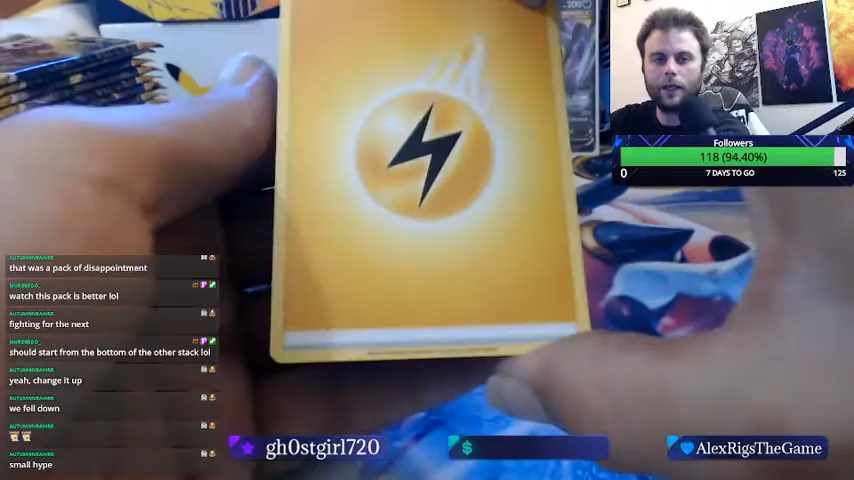 200
Followers
118 (94.40%)
0
7 DAYS TO GO
125
that was a pack of disappointment
watch this pack is better lol
fighting for the next
should start from the bottom of the other stack lol
yeah, change it up
we fell down
small hype
gh0stgirl720
$
AlexRigsTheGame